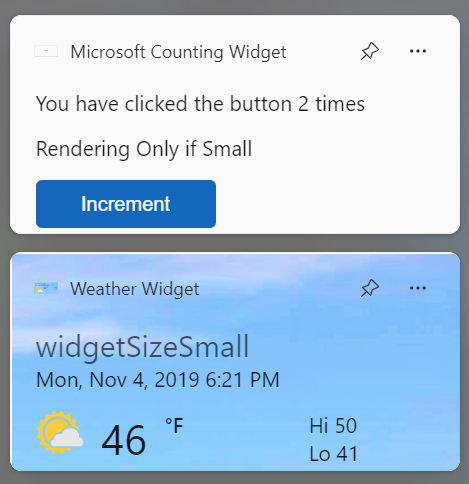 Microsoft Counting Widget
You have clicked the button 2 times
Rendering Only if Small
Increment
Weather Widget
widgetSizeSmall
Mon, Nov 4, 2019 6:21 PM
46 °F
Hi 50
Lo 41